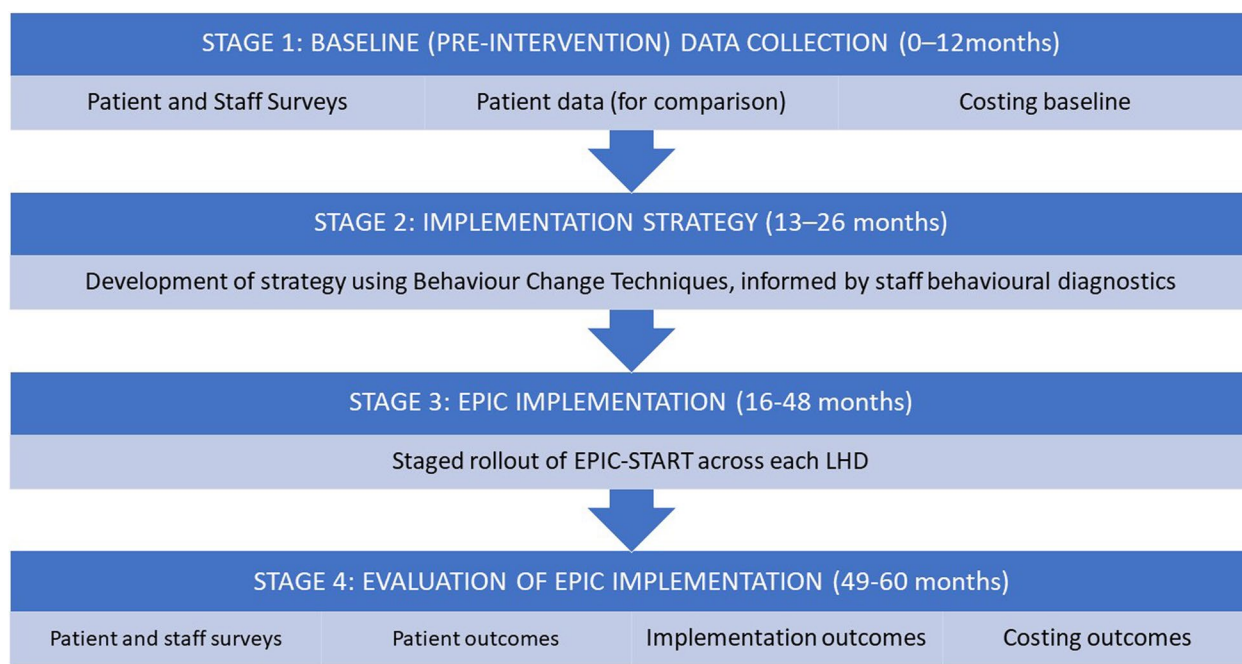 STAGE 1: BASELINE (PRE-INTERVENTION) DATA COLLECTION (0–12months)
Patient and Staff Surveys
Patient data (for comparison)
Costing baseline
STAGE 2: IMPLEMENTATION STRATEGY (13–26 months)
Development of strategy using Behaviour Change Techniques, informed by staff behavioural diagnostics
STAGE 3: EPIC IMPLEMENTATION (16-48 months)
Staged rollout of EPIC-START across each LHD
STAGE 4: EVALUATION OF EPIC IMPLEMENTATION (49-60 months)
Patient and staff surveys
Patient outcomes
Implementation outcomes
Costing outcomes